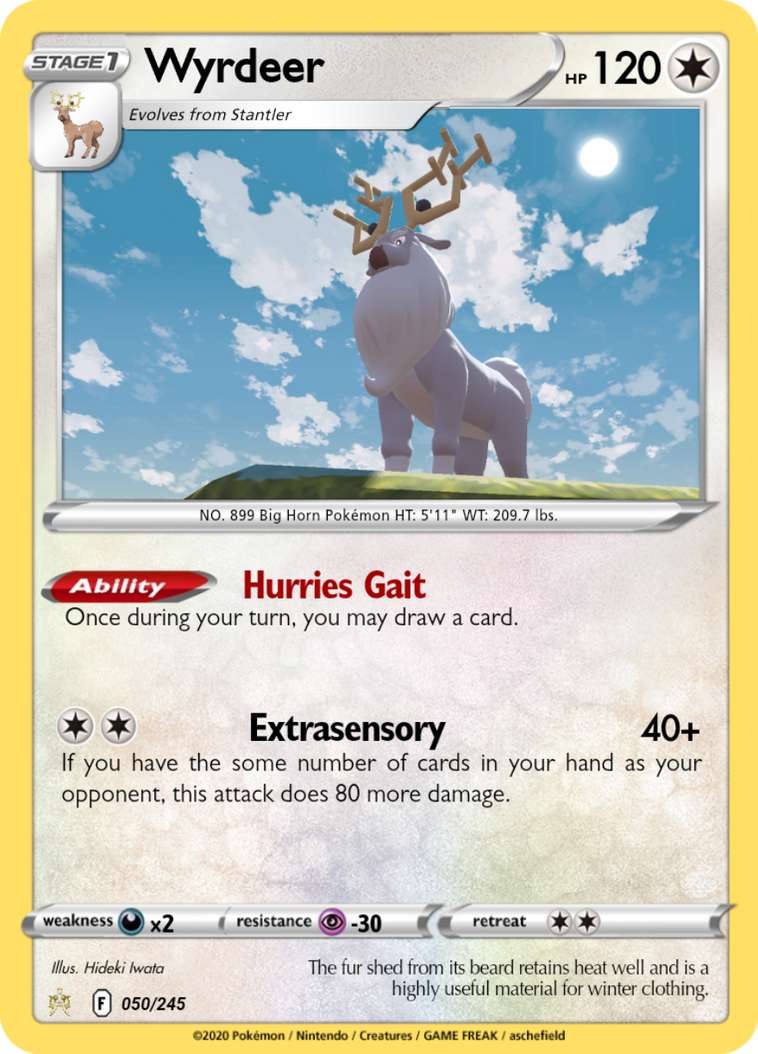 STAGE1
Wyrdeer
HP 120
Evolves from Stantler
NO. 899 Big Horn Pokémon HT: 5'11" WT: 209.7 lbs.
Ability Hurries Gait
Once during your turn, you may draw a card.
Extrasensory 40+
If you have the some number of cards in your hand as your
opponent, this attack does 80 more damage.
weakness x2 resistance -30 retreat
Illus. Hideki Iwata
The fur shed from its beard retains heat well and is a
highly useful material for winter clothing.
F 050/245
©2020 Pokémon / Nintendo / Creatures / GAME FREAK / aschefield